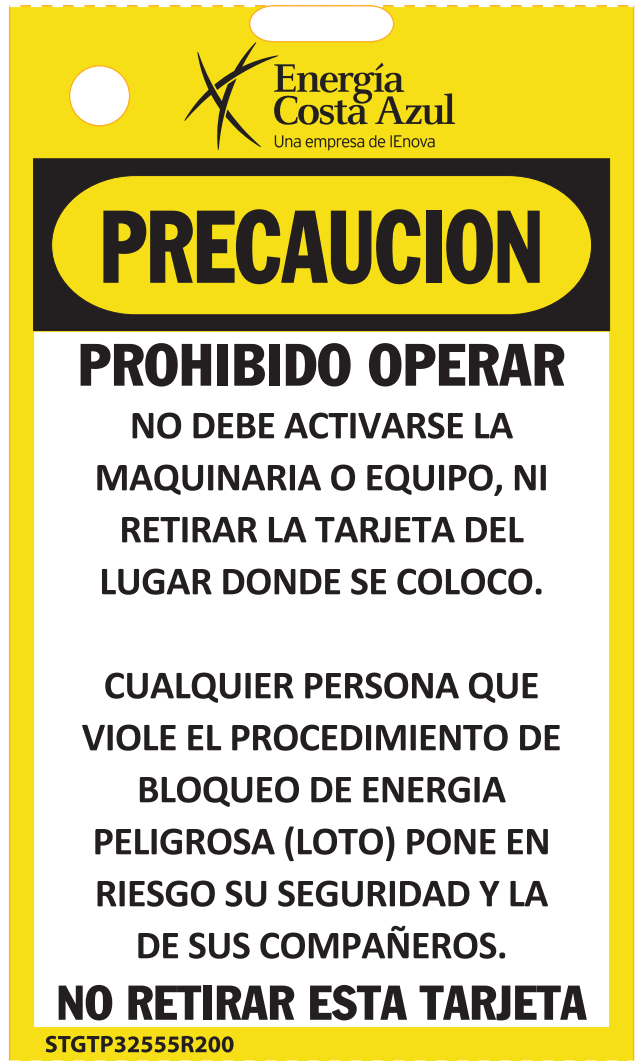 Energía
Costa Azul
Una empresa de IEnova
PRECAUCION
PROHIBIDO OPERAR
NO DEBE ACTIVARSE LA
MAQUINARIA O EQUIPO, NI
RETIRAR LA TARJETA DEL
LUGAR DONDE SE COLOCO.
CUALQUIER PERSONA QUE
VIOLE EL PROCEDIMIENTO DE
BLOQUEO DE ENERGIA
PELIGROSA (LOTO) PONE EN
RIESGO SU SEGURIDAD Y LA
DE SUS COMPAÑEROS.
NO RETIRAR ESTA TARJETA
STGTP32555R200